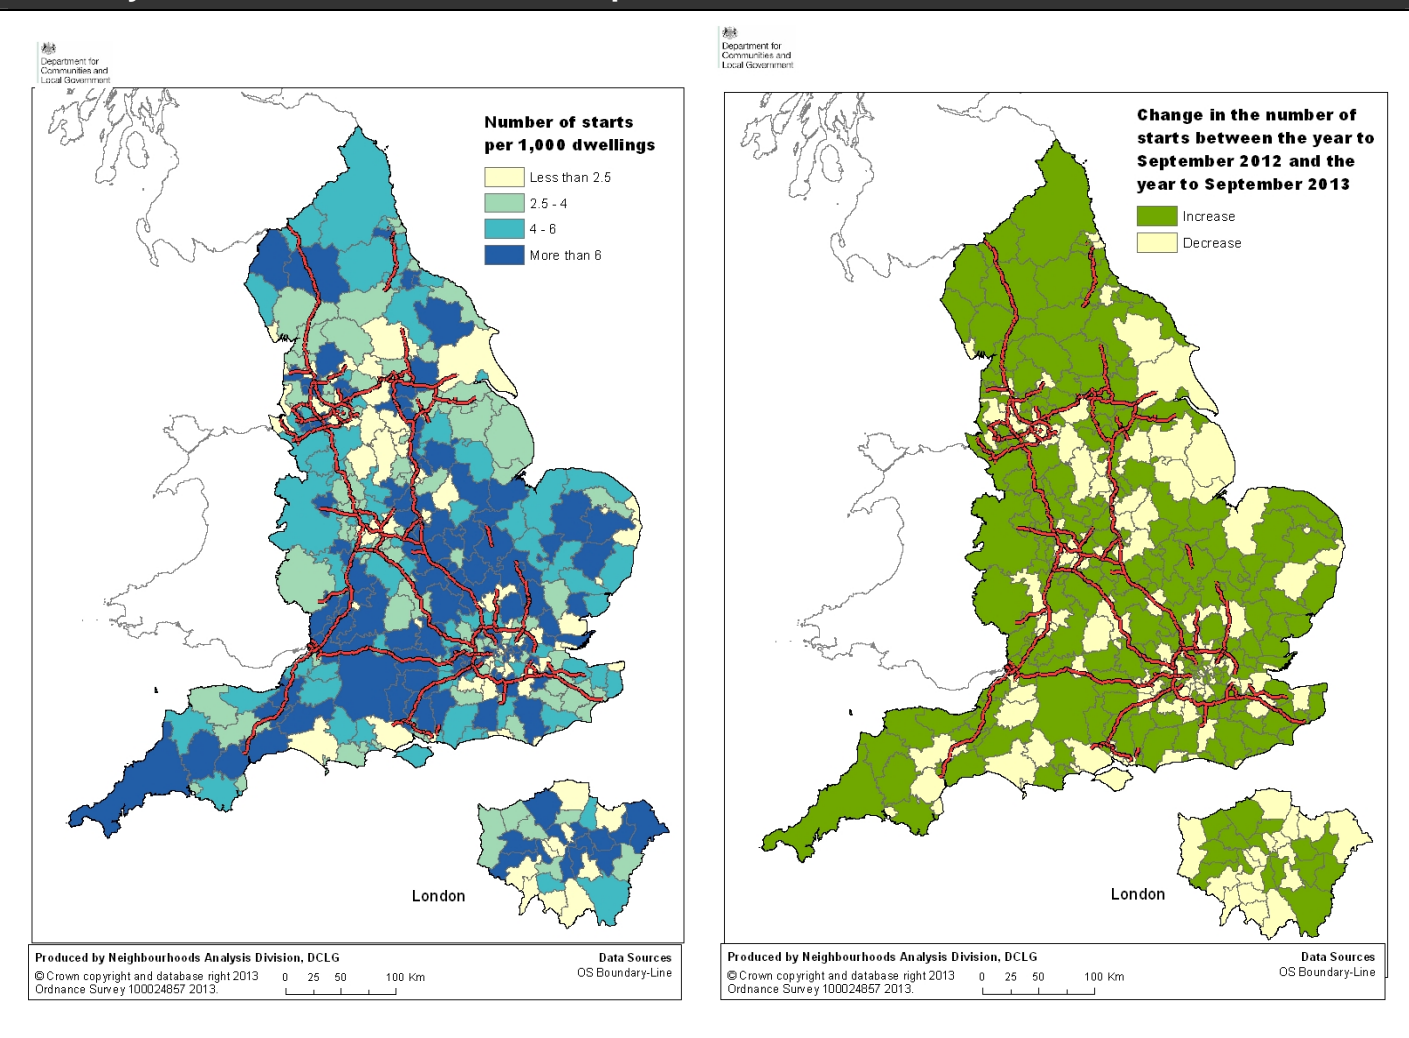 Department for
Communities and
Local Government
Number of starts
per 1,000 dwellings
Less than 2.5
2.5 - 4
4 - 6
More than 6
London
Produced by Neighbourhoods Analysis Division, DCLG
Data Sources
© Crown copyright and database right 2013
OS Boundary-Line
Ordnance Survey 100024857 2013.
0 25 50 100 Km
Department for
Communities and
Local Government
Change in the number of
starts between the year to
September 2012 and the
year to September 2013
Increase
Decrease
London
Produced by Neighbourhoods Analysis Division, DCLG
Data Sources
© Crown copyright and database right 2013
OS Boundary-Line
Ordnance Survey 100024857 2013.
0 25 50 100 Km